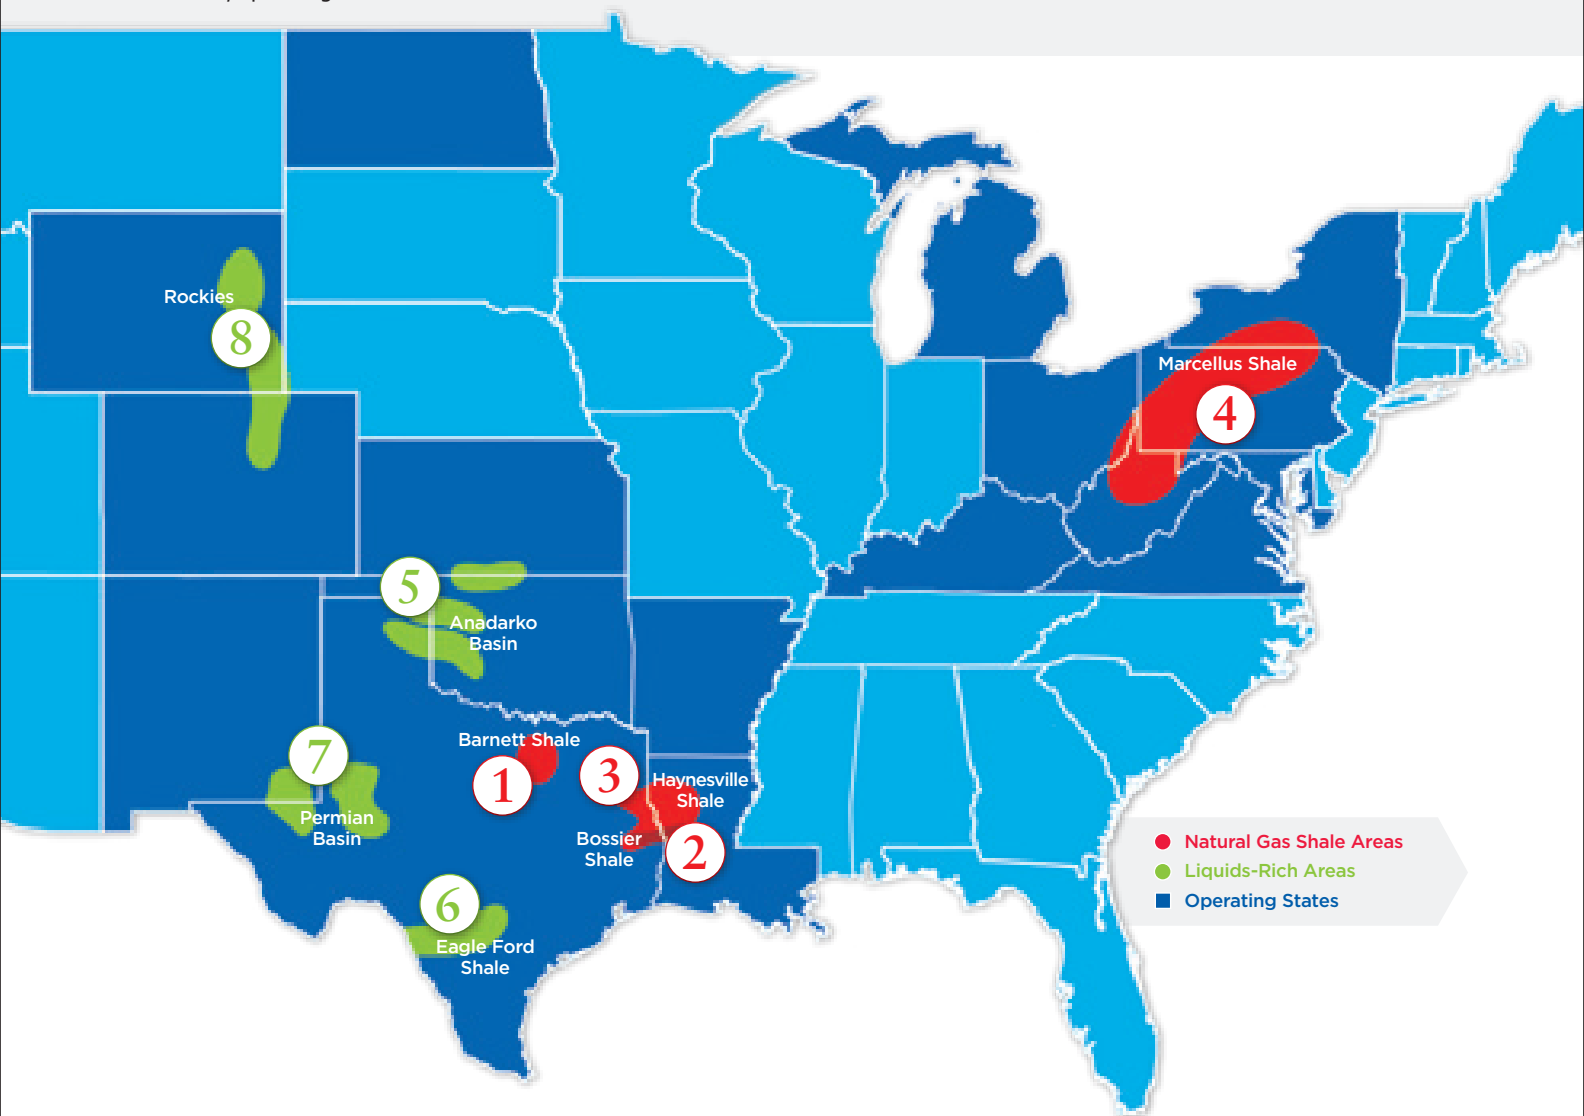 Rockies
8
Marcellus Shale
4
5
Anadarko
Basin
7
Permian
Basin
Barnett Shale
1
3
Haynesville
Shale
Bossier
Shale
2
6
Eagle Ford
Shale
Natural Gas Shale Areas
Liquids-Rich Areas
Operating States